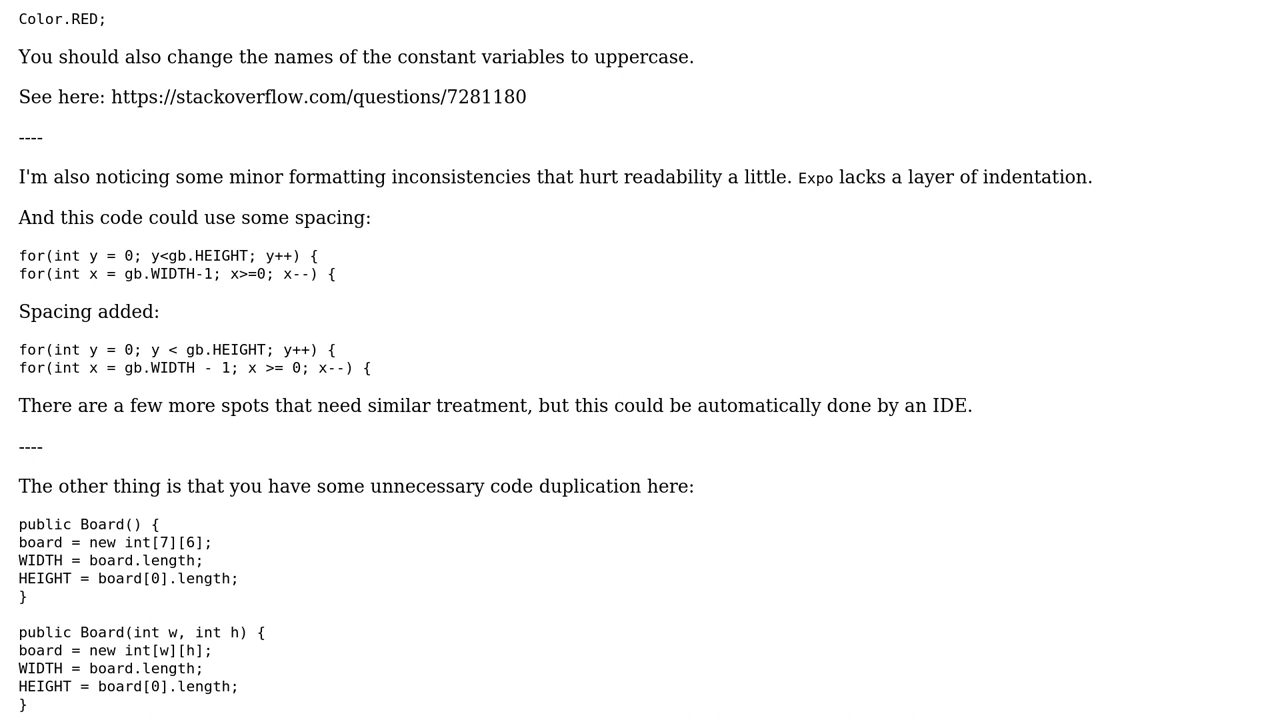 Color.RED;
You should also change the names of the constant variables to uppercase.
See here: https://stackoverflow.com/questions/7281180
----
I'm also noticing some minor formatting inconsistencies that hurt readability a little. Expo lacks a layer of indentation.
And this code could use some spacing:
for(int y = 0; y<gb.HEIGHT; y++) {
for(int x = gb.WIDTH-1; x>=0; x--) {
Spacing added:
for(int y = 0; y < gb.HEIGHT; y++) {
for(int x = gb.WIDTH - 1; x >= 0; x--) {
There are a few more spots that need similar treatment, but this could be automatically done by an IDE.
----
The other thing is that you have some unnecessary code duplication here:
public Board() {
board = new int[7][6];
WIDTH = board.length;
HEIGHT = board[0].length;
}
public Board(int w, int h) {
board = new int[w][h];
WIDTH = board.length;
HEIGHT = board[0].length;
}